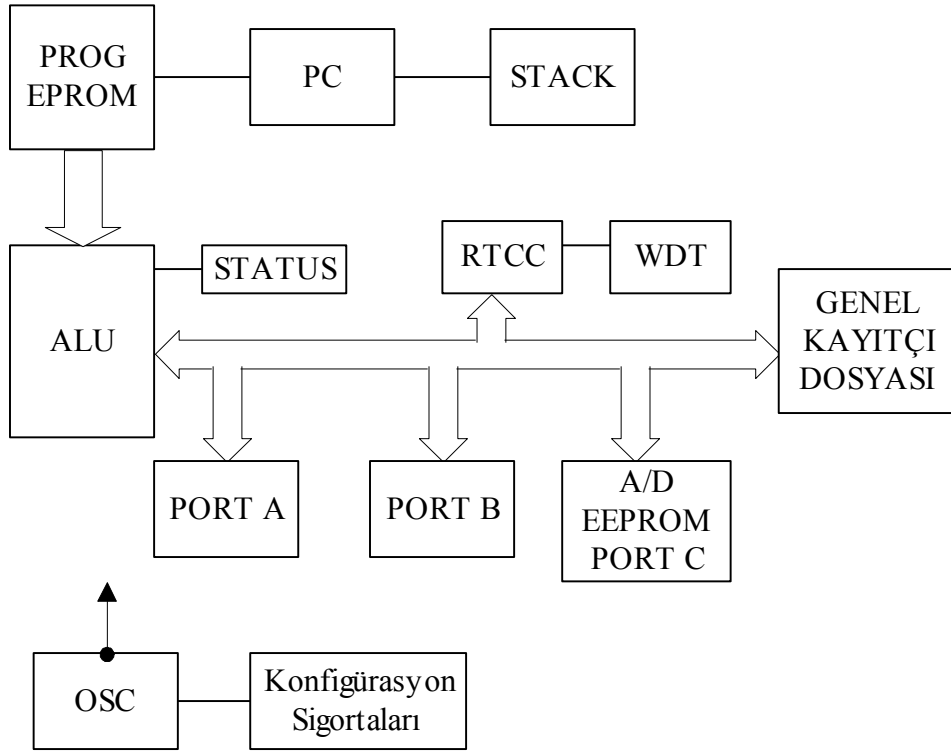 PROG
EPROM
PC
STACK
ALU
STATUS
RTCC
WDT
GENEL
KAYITÇI
DOSYASI
PORT A
PORT B
A/D
EEPROM
PORT C
OSC
Konfigürasyon
Sigortaları